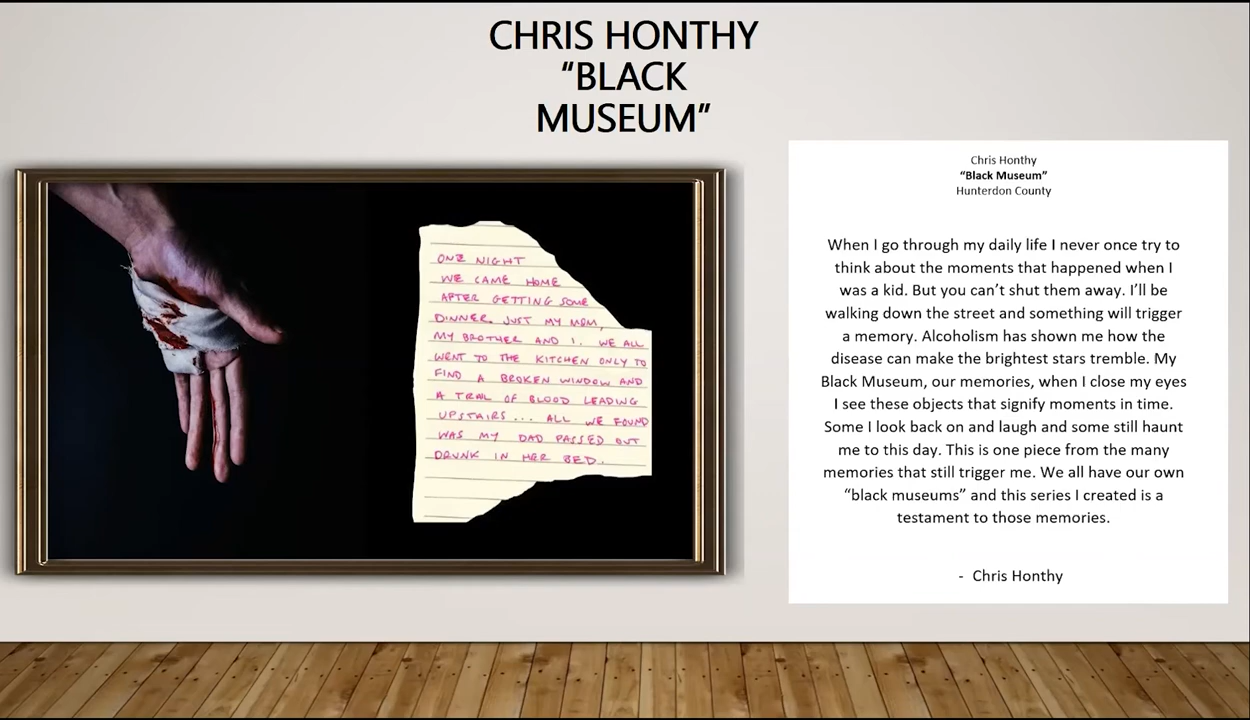 CHRIS HONTHY
“BLACK
MUSEUM”
ONE NIGHT
WE CAME HOME
AFTER GETTING SOME
DINNER. JUST MY MOM,
MY BROTHER AND I. WE ALL
WENT TO THE KITCHEN ONLY TO
FIND A BROKEN WINDOW AND
A TRAIL OF BLOOD LEADING
UPSTAIRS ... ALL WE FOUND
WAS MY DAD PASSED OUT
DRUNK IN HER BED.
Chris Honthy
“Black Museum”
Hunterdon County
When I go through my daily life I never once try to
think about the moments that happened when I
was a kid. But you can’t shut them away. I’ll be
walking down the street and something will trigger
a memory. Alcoholism has shown me how the
disease can make the brightest stars tremble. My
Black Museum, our memories, when I close my eyes
I see these objects that signify moments in time.
Some I look back on and laugh and some still haunt
me to this day. This is one piece from the many
memories that still trigger me. We all have our own
“black museums” and this series I created is a
testament to those memories.
- Chris Honthy